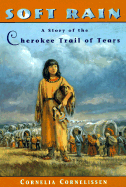 SOFT RAIN
A Story of the
Cherokee Trail of Tears
CORNELIA CORNELISSEN